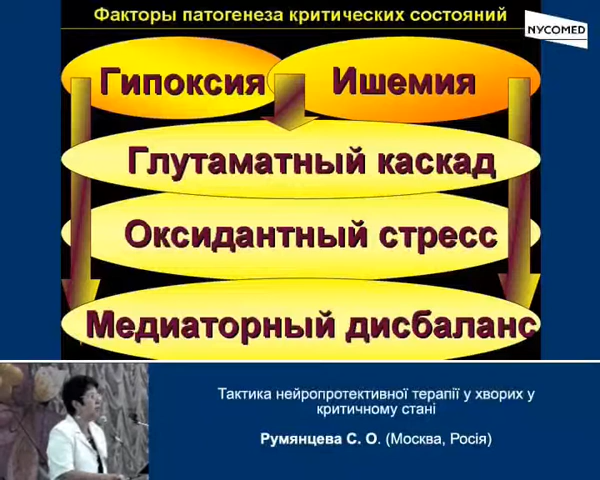 Факторы патогенеза критических состояний
NYCOMED
Гипоксия
Ишемия
Глутаматный каскад
Оксидантный стресс
Медиаторный дисбаланс
Тактика нейропротективної терапії у хворих у
критичному стані
Румянцева С. О. (Москва, Росія)